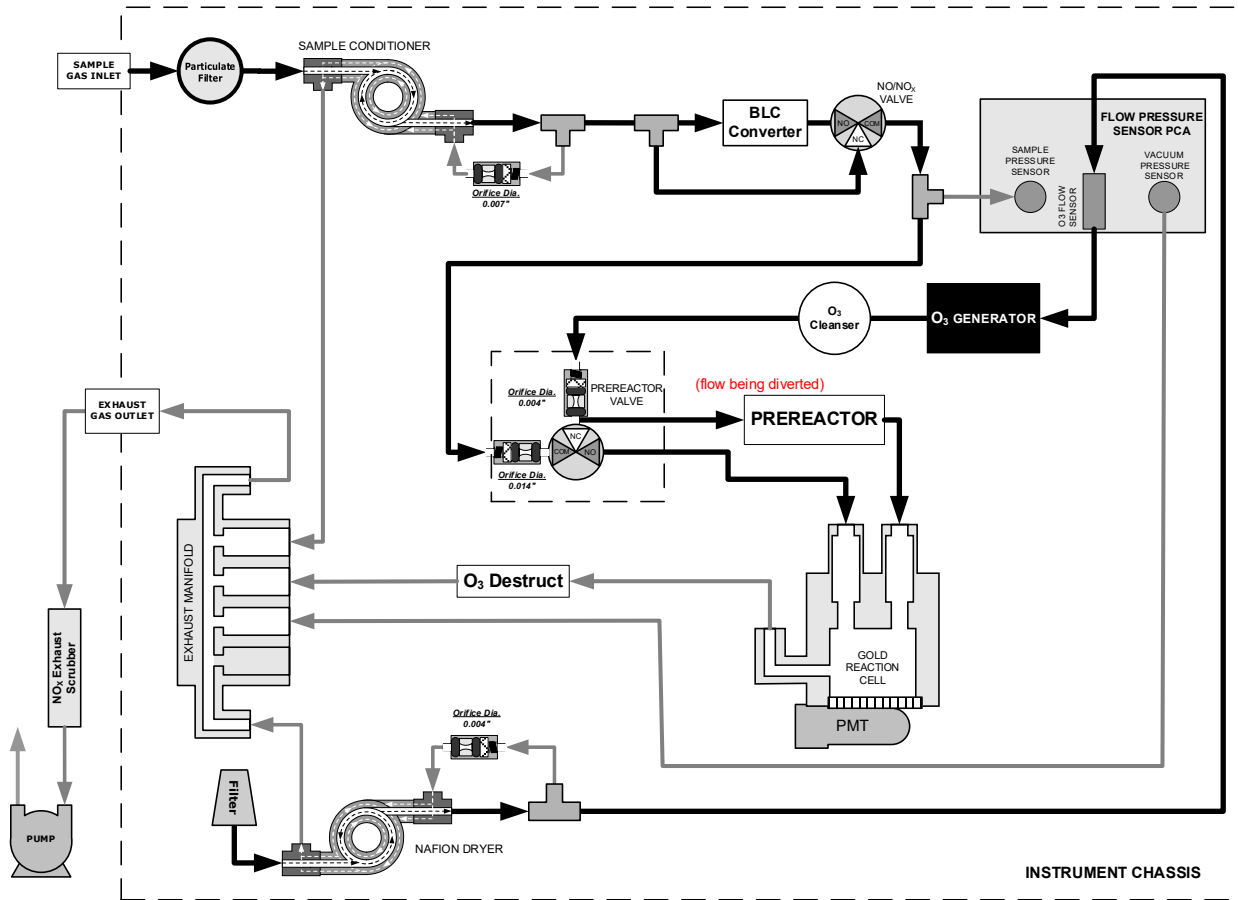 SAMPLE CONDITIONER
SAMPLE
GAS INLET
Particulate
Filter
NO/NOX
VALVE
BLC
Converter
NO
COM
NC
FLOW PRESSURE
SENSOR PCA
SAMPLE
PRESSURE
SENSOR
O3 FLOW
SENSOR
VACUUM
PRESSURE
SENSOR
Orifice Dia.
0.007"
O3
Cleanser
O3 GENERATOR
Orifice Dia.
0.004"
PREREACTOR
VALVE
(flow being diverted)
PREREACTOR
NC
COM
NO
Orifice Dia.
0.014"
EXHAUST
GAS OUTLET
EXHAUST MANIFOLD
O3 Destruct
NOX Exhaust
Scrubber
GOLD
REACTION
CELL
PMT
Orifice Dia.
0.004"
Filter
PUMP
NAFION DRYER
INSTRUMENT CHASSIS